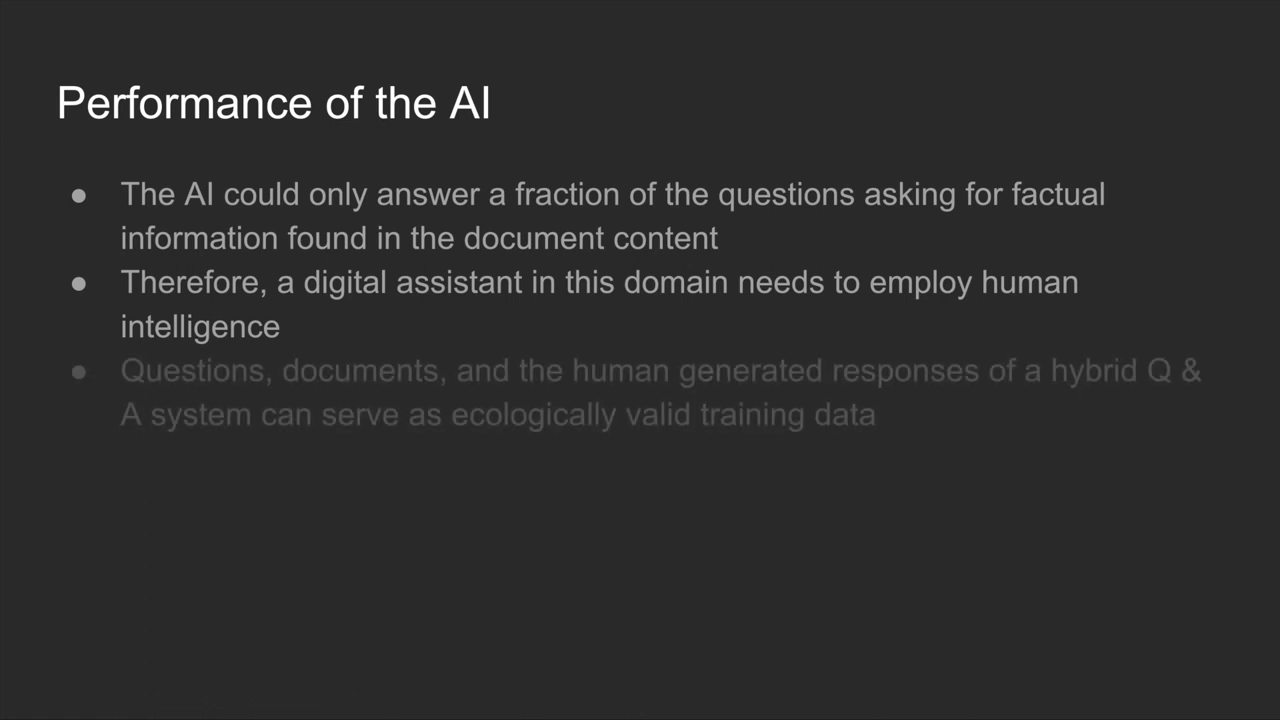 Performance of the AI
● The AI could only answer a fraction of the questions asking for factual
information found in the document content
● Therefore, a digital assistant in this domain needs to employ human
intelligence
● Questions, documents, and the human generated responses of a hybrid Q &
A system can serve as ecologically valid training data